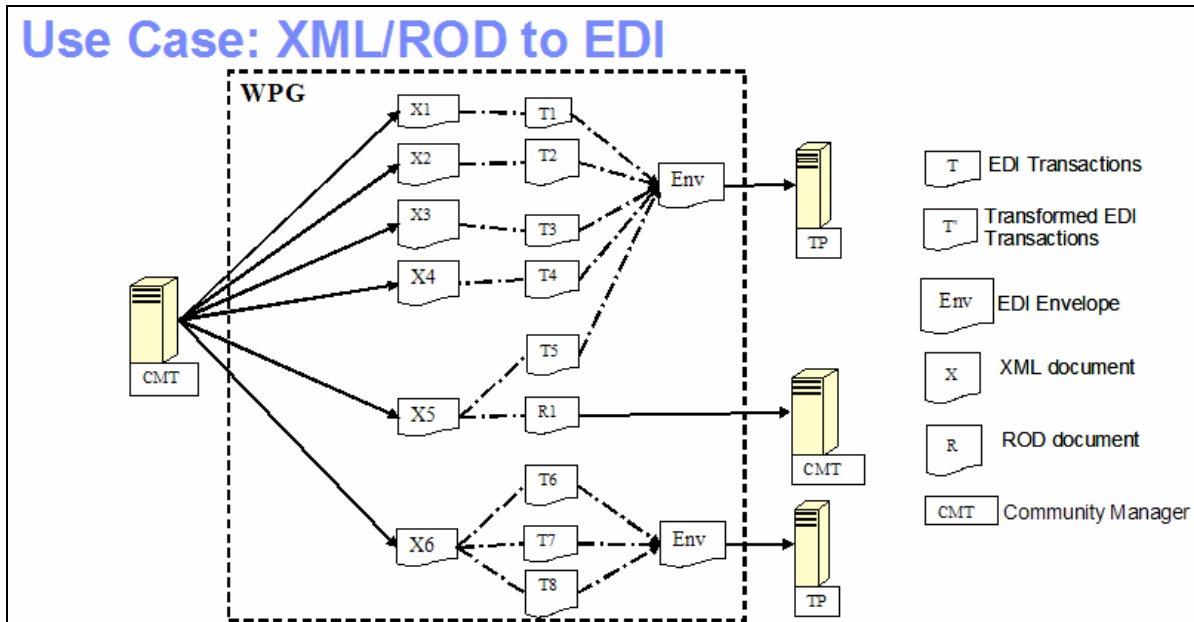 Use Case: XML/ROD to EDI
WPG
X1
T1
X2
T2
Env
X3
T3
TP
X4
T4
CMT
T5
X5
R1
CMT
T6
X6
T7
Env
T8
TP
T
EDI Transactions
T'
Transformed EDI
Transactions
Env
EDI Envelope
X
XML document
R
ROD document
CMT
Community Manager